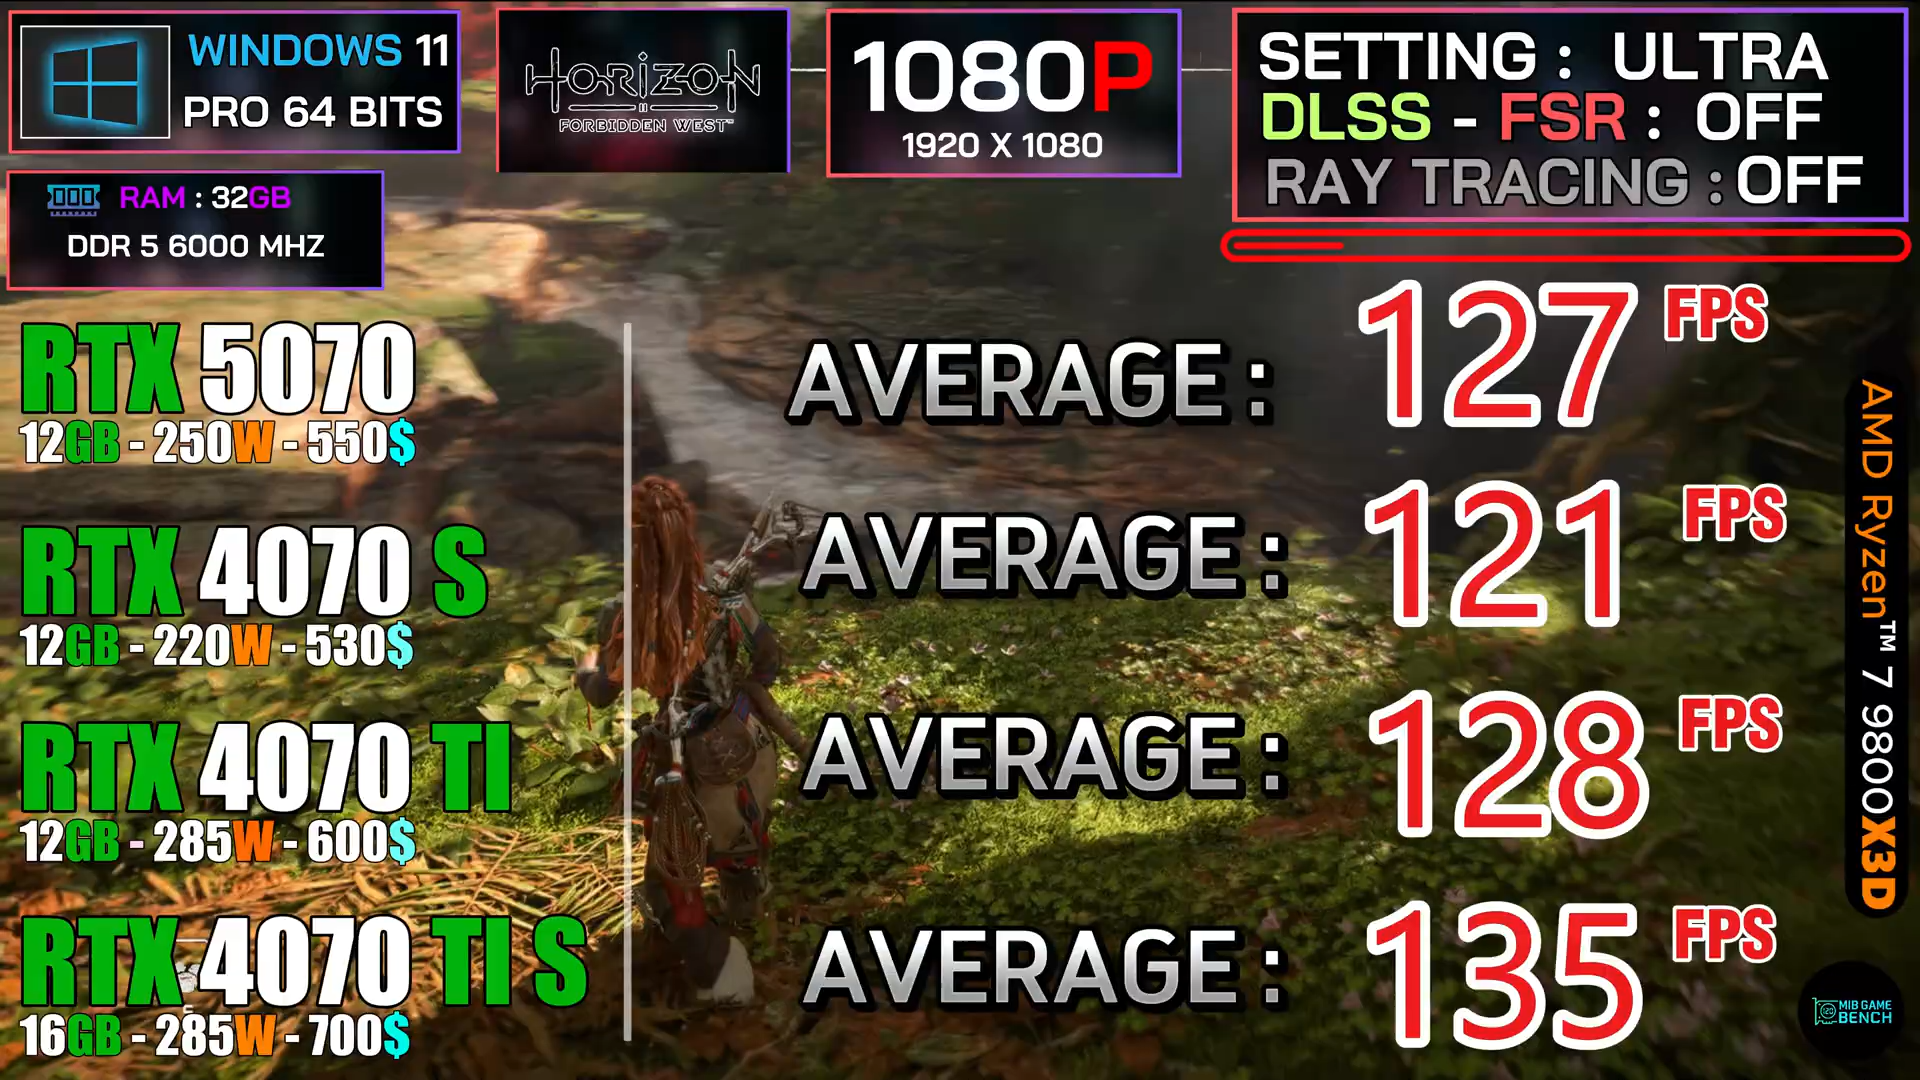 WINDOWS 11
PRO 64 BITS
HORIZON
FORBIDDEN WEST™
1080P
1920 X 1080
SETTING : ULTRA
DLSS - FSR : OFF
RAY TRACING : OFF
RAM : 32GB
DDR 5 6000 MHZ
RTX 5070
12GB - 250W - 550$
AVERAGE : 127 FPS
RTX 4070 S
12GB - 220W - 530$
AVERAGE : 121 FPS
RTX 4070 TI
12GB - 285W - 600$
AVERAGE : 128 FPS
RTX 4070 TI S
16GB - 285W - 700$
AVERAGE : 135 FPS
AMD Ryzen™ 7 9800X3D
MIB GAME
BENCH